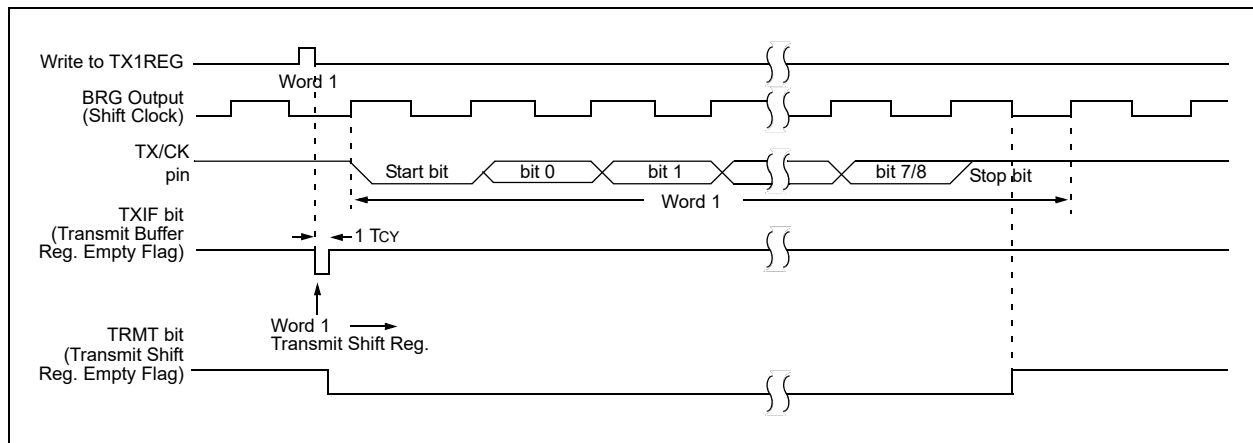 Write to TX1REG
Word 1
BRG Output
(Shift Clock)
TX/CK
pin
Start bit
bit 0
bit 1
bit 7/8
Stop bit
Word 1
TXIF bit
(Transmit Buffer
Reg. Empty Flag)
1 TCY
Word 1
Transmit Shift Reg.
TRMT bit
(Transmit Shift
Reg. Empty Flag)